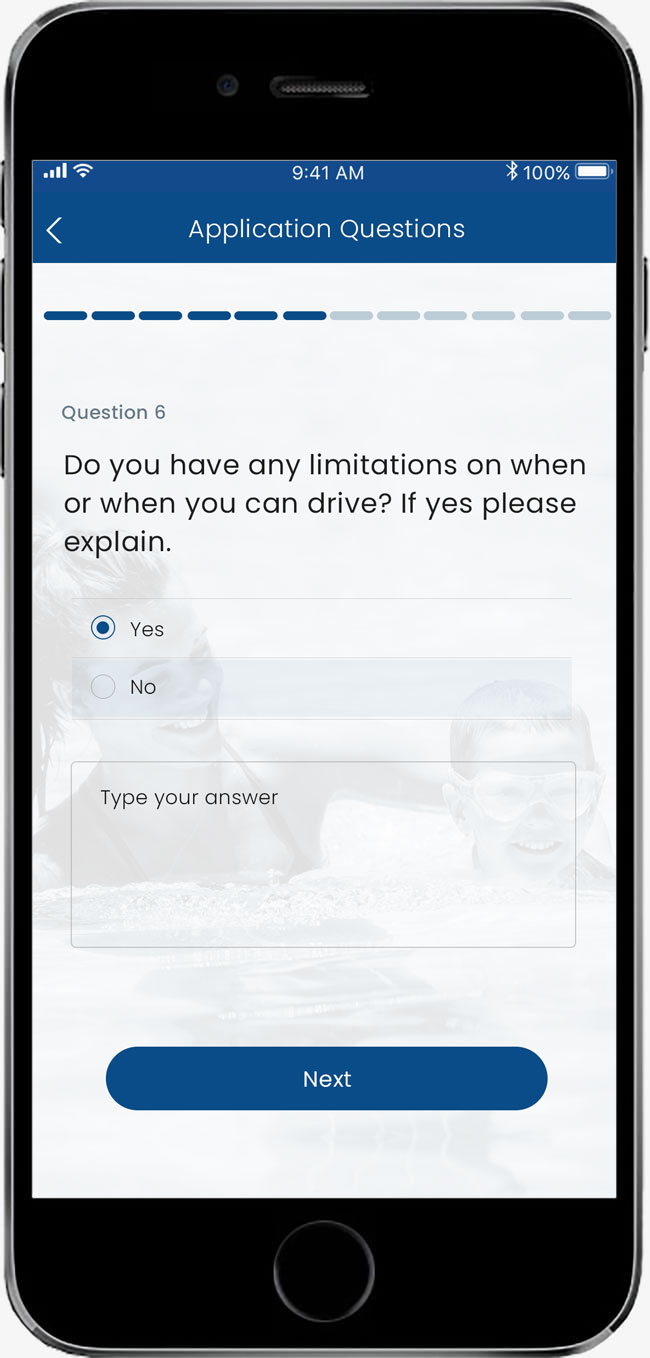 9:41 AM 100%
Application Questions
Question 6
Do you have any limitations on when
or when you can drive? If yes please
explain.
Yes
No
Type your answer
Next